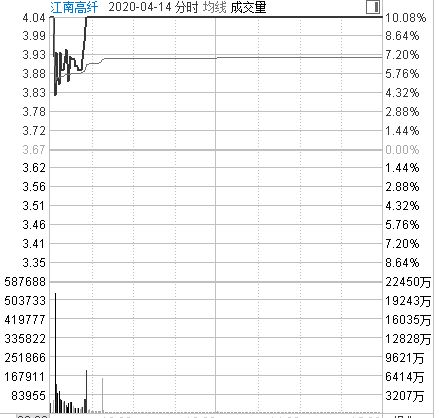 江南高纤 2020-04-14 分时 均线 成交量
4.04 10.08%
3.99 8.64%
3.93 7.20%
3.88 5.76%
3.83 4.32%
3.78 2.88%
3.72 1.44%
3.67 0.00%
3.62 1.44%
3.56 2.88%
3.51 4.32%
3.46 5.76%
3.41 7.20%
3.35 8.64%
587688 22450万
503733 19243万
419777 16035万
335822 12828万
251866 9621万
167911 6414万
83955 3207万